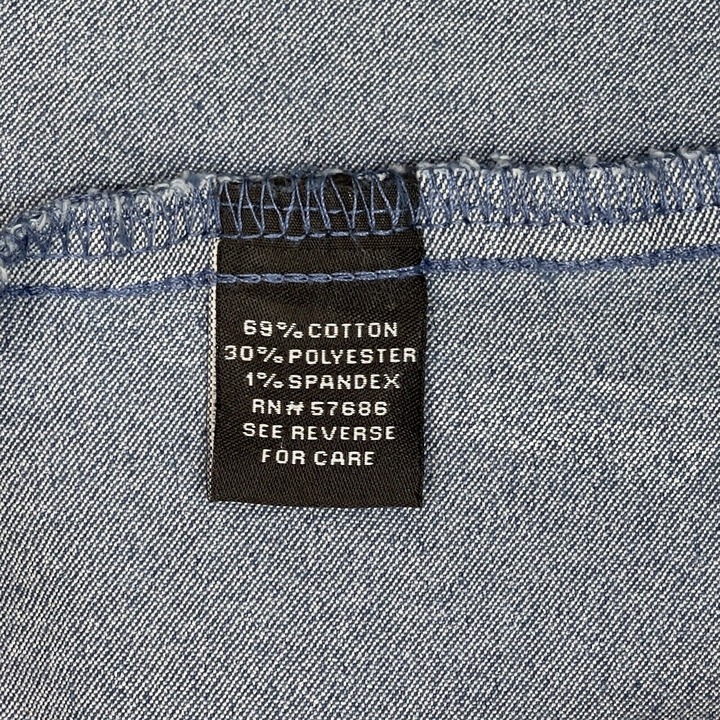 69% COTTON
30% POLYESTER
1% SPANDEX
RN# 57686
SEE REVERSE
FOR CARE